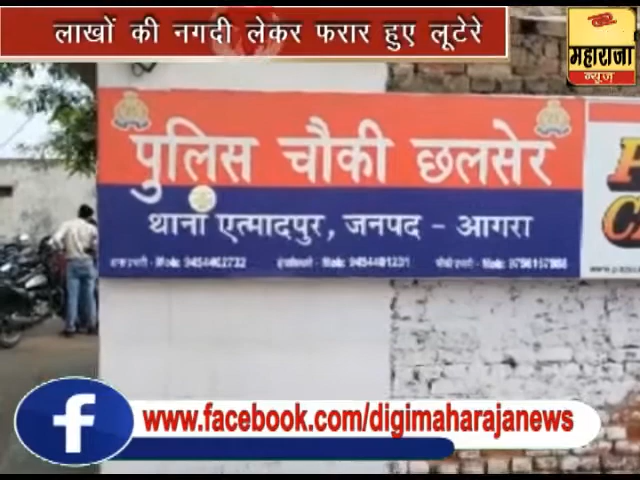 लाखों की नगदी लेकर फरार हुए लूटेरे
महाराजा
न्यूज़
पुलिस चौकी छलसेर
थाना एत्मादपुर, जनपद - आगरा
www.facebook.com/digimaharajanews